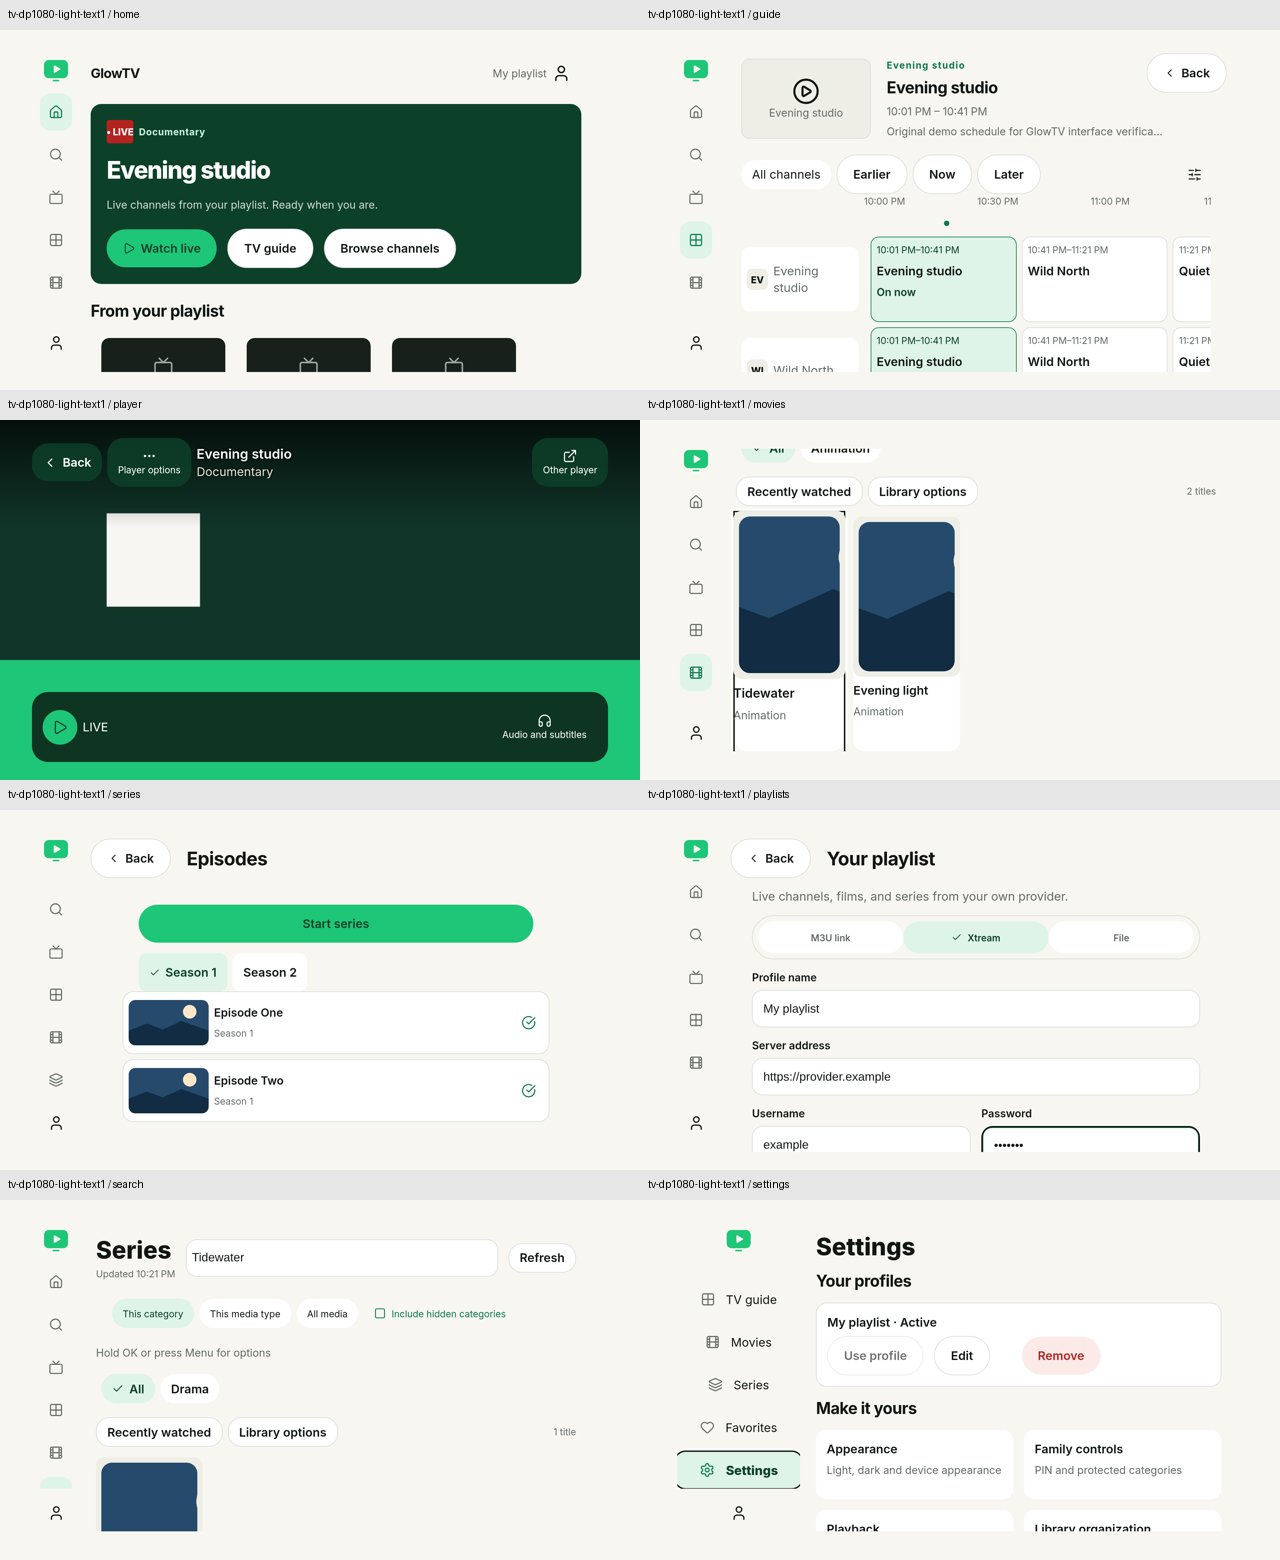 tv-dp1080-light-text1 / home
GlowTV
My playlist
• LIVE Documentary
Evening studio
Live channels from your playlist. Ready when you are.
Watch live TV guide Browse channels
From your playlist
tv-dp1080-light-text1 / guide
Evening studio
Evening studio
Evening studio
10:01 PM – 10:41 PM
Original demo schedule for GlowTV interface verifica...
Back
All channels Earlier Now Later
10:00 PM 10:30 PM 11:00 PM 11
EV Evening studio
10:01 PM–10:41 PM
Evening studio
On now
10:41 PM–11:21 PM
Wild North
11:21 P
Quiet
WI Wild North
10:01 PM–10:41 PM
Evening studio
10:41 PM–11:21 PM
Wild North
11:21 P
Quiet
tv-dp1080-light-text1 / player
Back
Player options
Evening studio
Documentary
Other player
LIVE
Audio and subtitles
tv-dp1080-light-text1 / movies
All Animation
Recently watched Library options 2 titles
Tidewater
Animation
Evening light
Animation
tv-dp1080-light-text1 / series
Back Episodes
Start series
Season 1 Season 2
Episode One
Season 1
Episode Two
Season 1
tv-dp1080-light-text1 / playlists
Back Your playlist
Live channels, films, and series from your own provider.
M3U link Xtream File
Profile name
My playlist
Server address
https://provider.example
Username Password
example •••••••
tv-dp1080-light-text1 / search
Series
Updated 10:21 PM
Tidewater
Refresh
This category This media type All media Include hidden categories
Hold OK or press Menu for options
All Drama
Recently watched Library options 1 title
tv-dp1080-light-text1 / settings
TV guide
Movies
Series
Favorites
Settings
Settings
Your profiles
My playlist · Active
Use profile Edit Remove
Make it yours
Appearance
Light, dark and device appearance
Family controls
PIN and protected categories
Playback Library organization